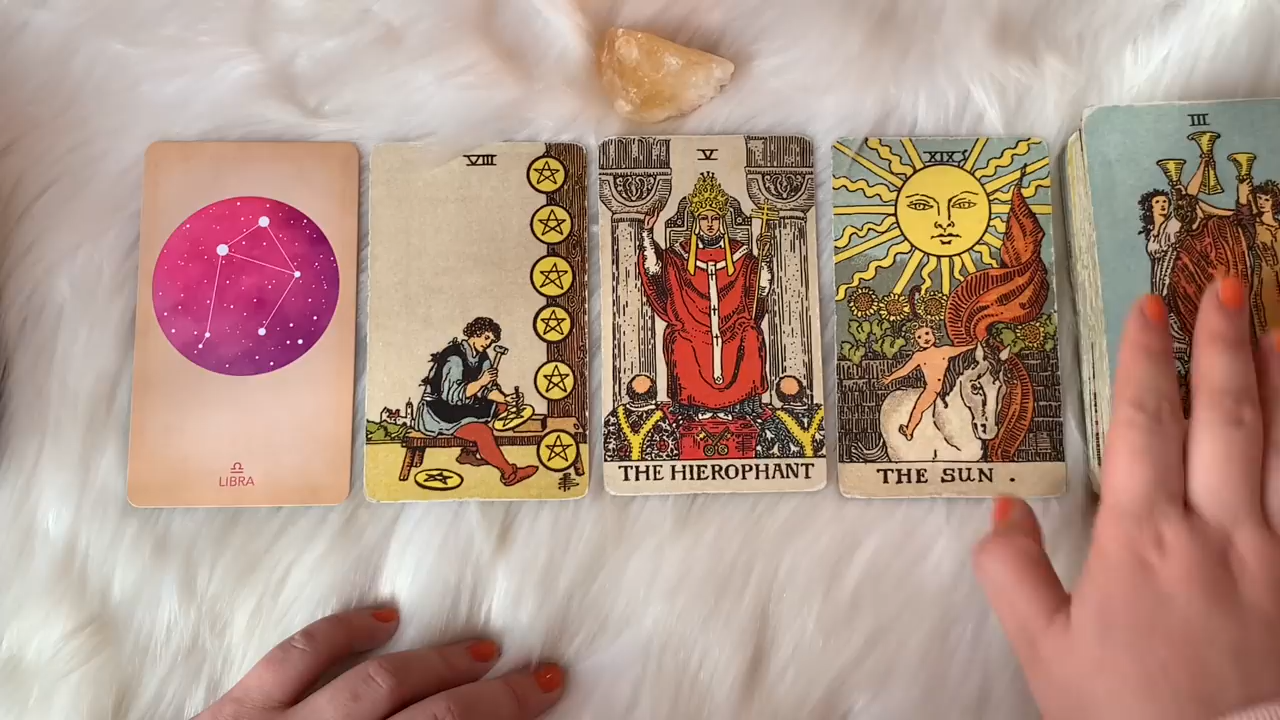 ♎ LIBRA
VIII
V
THE HIEROPHANT
XIX
THE SUN .
III